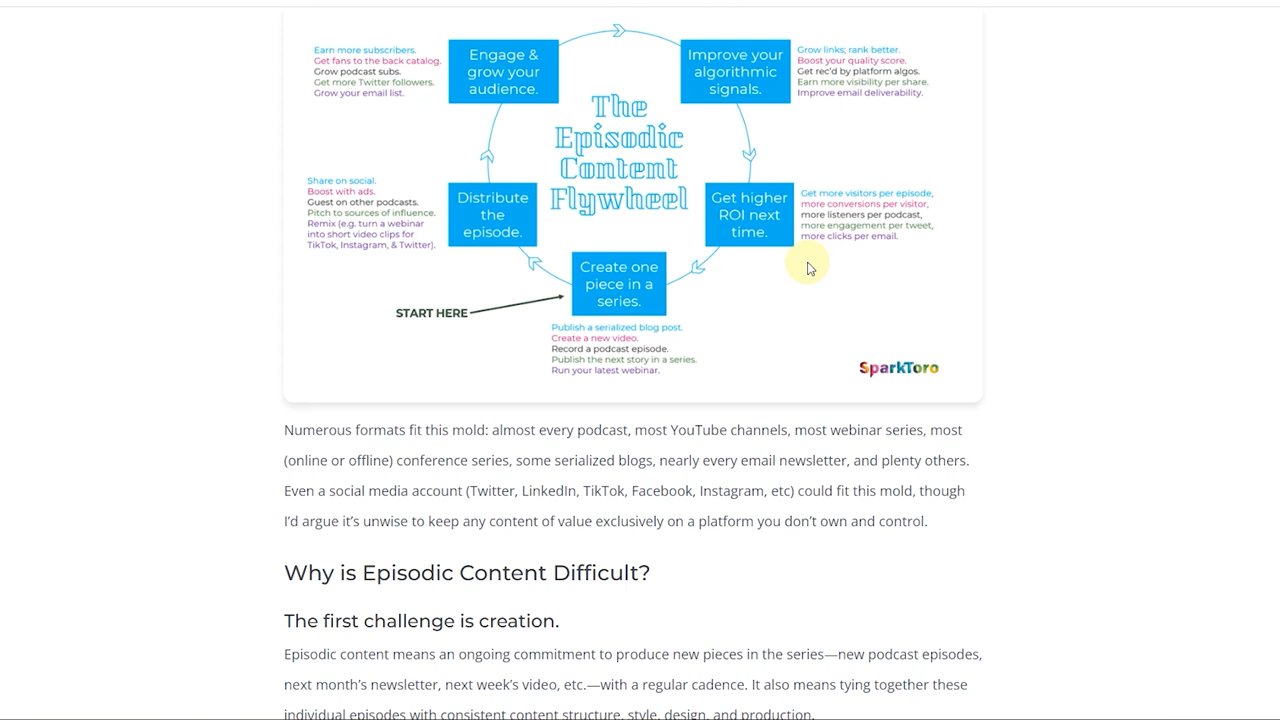 Earn more subscribers.
Get fans to the back catalog.
Grow podcast subs.
Get more Twitter followers.
Grow your email list.
Engage &
grow your
audience.
Improve your
algorithmic
signals.
Grow links; rank better.
Boost your quality score.
Get rec'd by platform algos.
Earn more visibility per share.
Improve email deliverability.
The
Episodic
Content
Flywheel
Share on social.
Boost with ads.
Guest on other podcasts.
Pitch to sources of influence.
Remix (e.g. turn a webinar
into short video clips for
TikTok, Instagram, & Twitter).
Distribute
the
episode.
Get higher
ROI next
time.
Get more visitors per episode,
more conversions per visitor,
more listeners per podcast,
more engagement per tweet,
more clicks per email.
Create one
piece in a
series.
START HERE
Publish a serialized blog post.
Create a new video.
Record a podcast episode.
Publish the next story in a series.
Run your latest webinar.
SparkToro
Numerous formats fit this mold: almost every podcast, most YouTube channels, most webinar series, most
(online or offline) conference series, some serialized blogs, nearly every email newsletter, and plenty others.
Even a social media account (Twitter, LinkedIn, TikTok, Facebook, Instagram, etc) could fit this mold, though
I'd argue it's unwise to keep any content of value exclusively on a platform you don't own and control.
Why is Episodic Content Difficult?
The first challenge is creation.
Episodic content means an ongoing commitment to produce new pieces in the series—new podcast episodes,
next month's newsletter, next week's video, etc.—with a regular cadence. It also means tying together these
individual episodes with consistent content structure, style, design, and production.